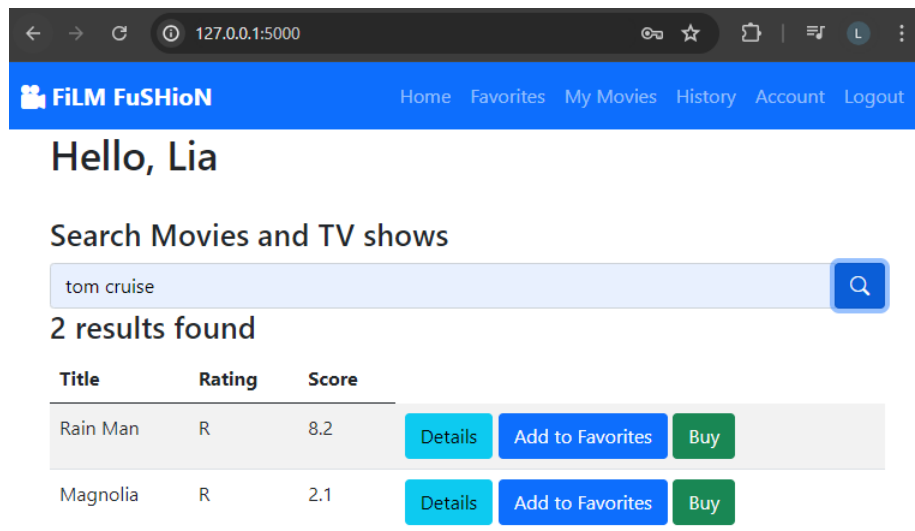 127.0.0.1:5000
L
FiLM FuSHioN Home Favorites My Movies History Account Logout
Hello, Lia
Search Movies and TV shows
tom cruise
2 results found
Title Rating Score
Rain Man R 8.2 Details Add to Favorites Buy
Magnolia R 2.1 Details Add to Favorites Buy